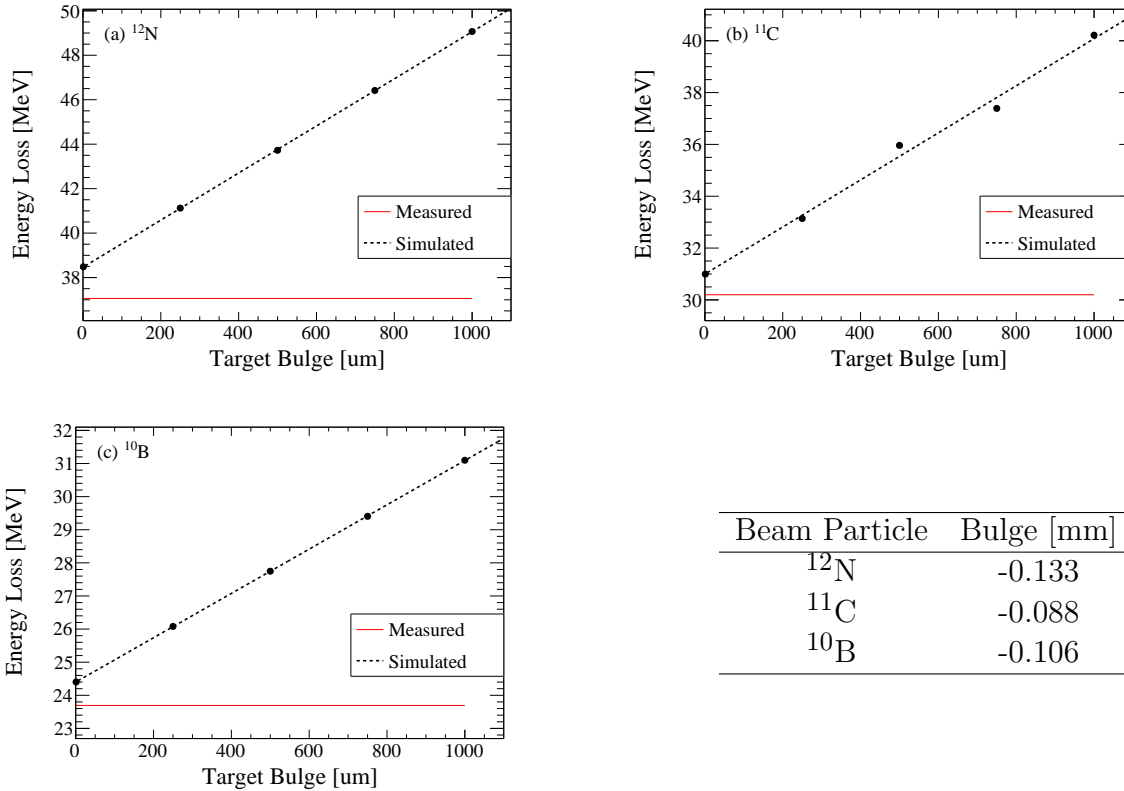 (a) ¹²N
Energy Loss [MeV]
50
48
46
44
42
40
38
Measured
Simulated
0 200 400 600 800 1000
Target Bulge [um]
(b) ¹¹C
Energy Loss [MeV]
40
38
36
34
32
30
Measured
Simulated
0 200 400 600 800 1000
Target Bulge [um]
(c) ¹⁰B
Energy Loss [MeV]
32
31
30
29
28
27
26
25
24
23
Measured
Simulated
0 200 400 600 800 1000
Target Bulge [um]
Beam Particle Bulge [mm]
¹²N -0.133
¹¹C -0.088
¹⁰B -0.106